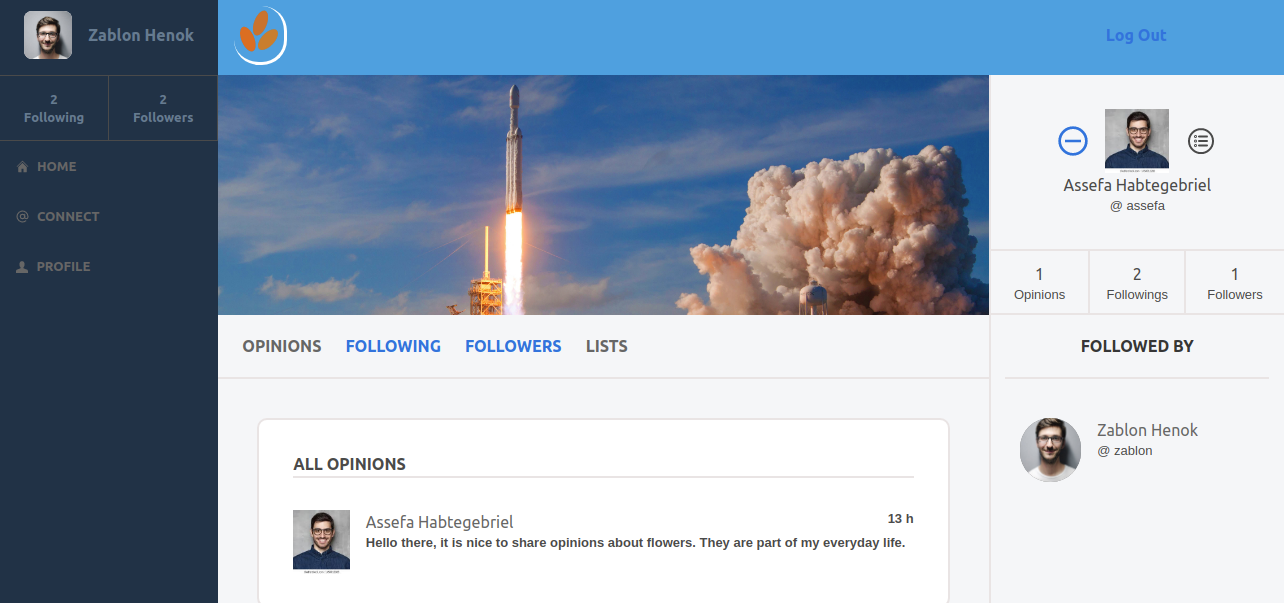 Zablon Henok
Log Out
2
Following
2
Followers
HOME
CONNECT
PROFILE
Assefa Habtegebriel
@ assefa
1
Opinions
2
Followings
1
Followers
OPINIONS FOLLOWING FOLLOWERS LISTS
FOLLOWED BY
Zablon Henok
@ zablon
ALL OPINIONS
Assefa Habtegebriel
13 h
Hello there, it is nice to share opinions about flowers. They are part of my everyday life.